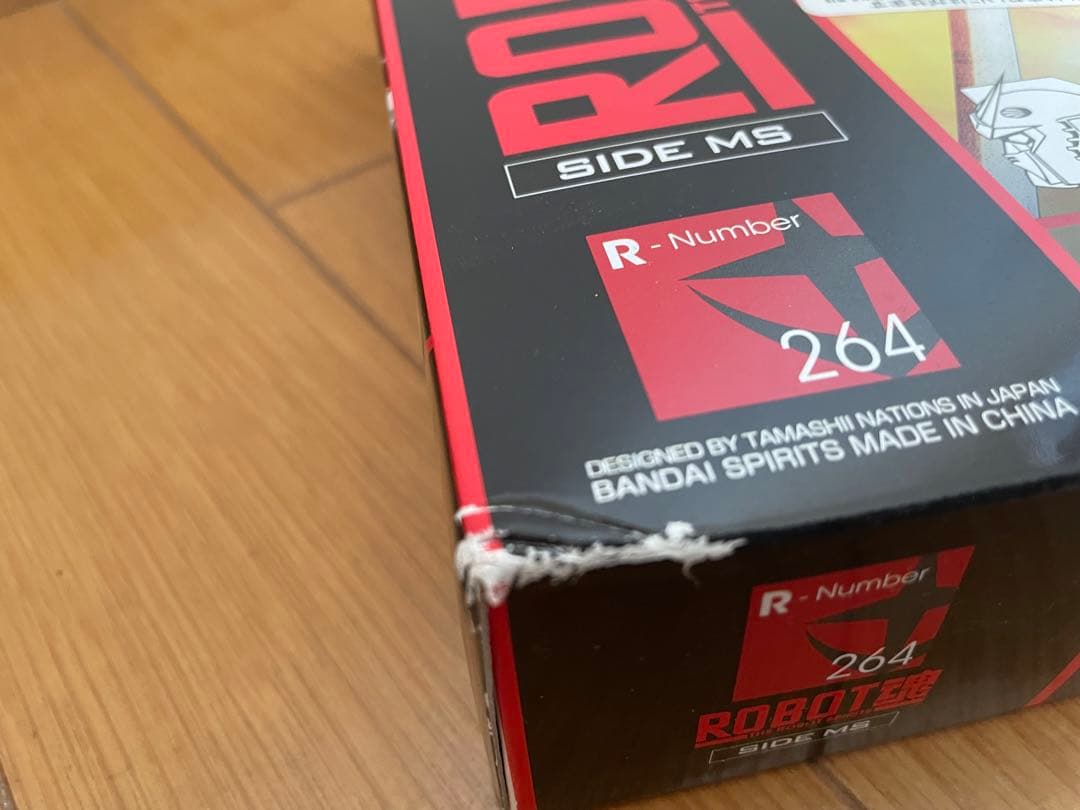 RO
SIDE MS
R - Number
264
DESIGNED BY TAMASHII NATIONS IN JAPAN
BANDAI SPIRITS MADE IN CHINA
R - Number
264
ROBOT魂
SIDE MS